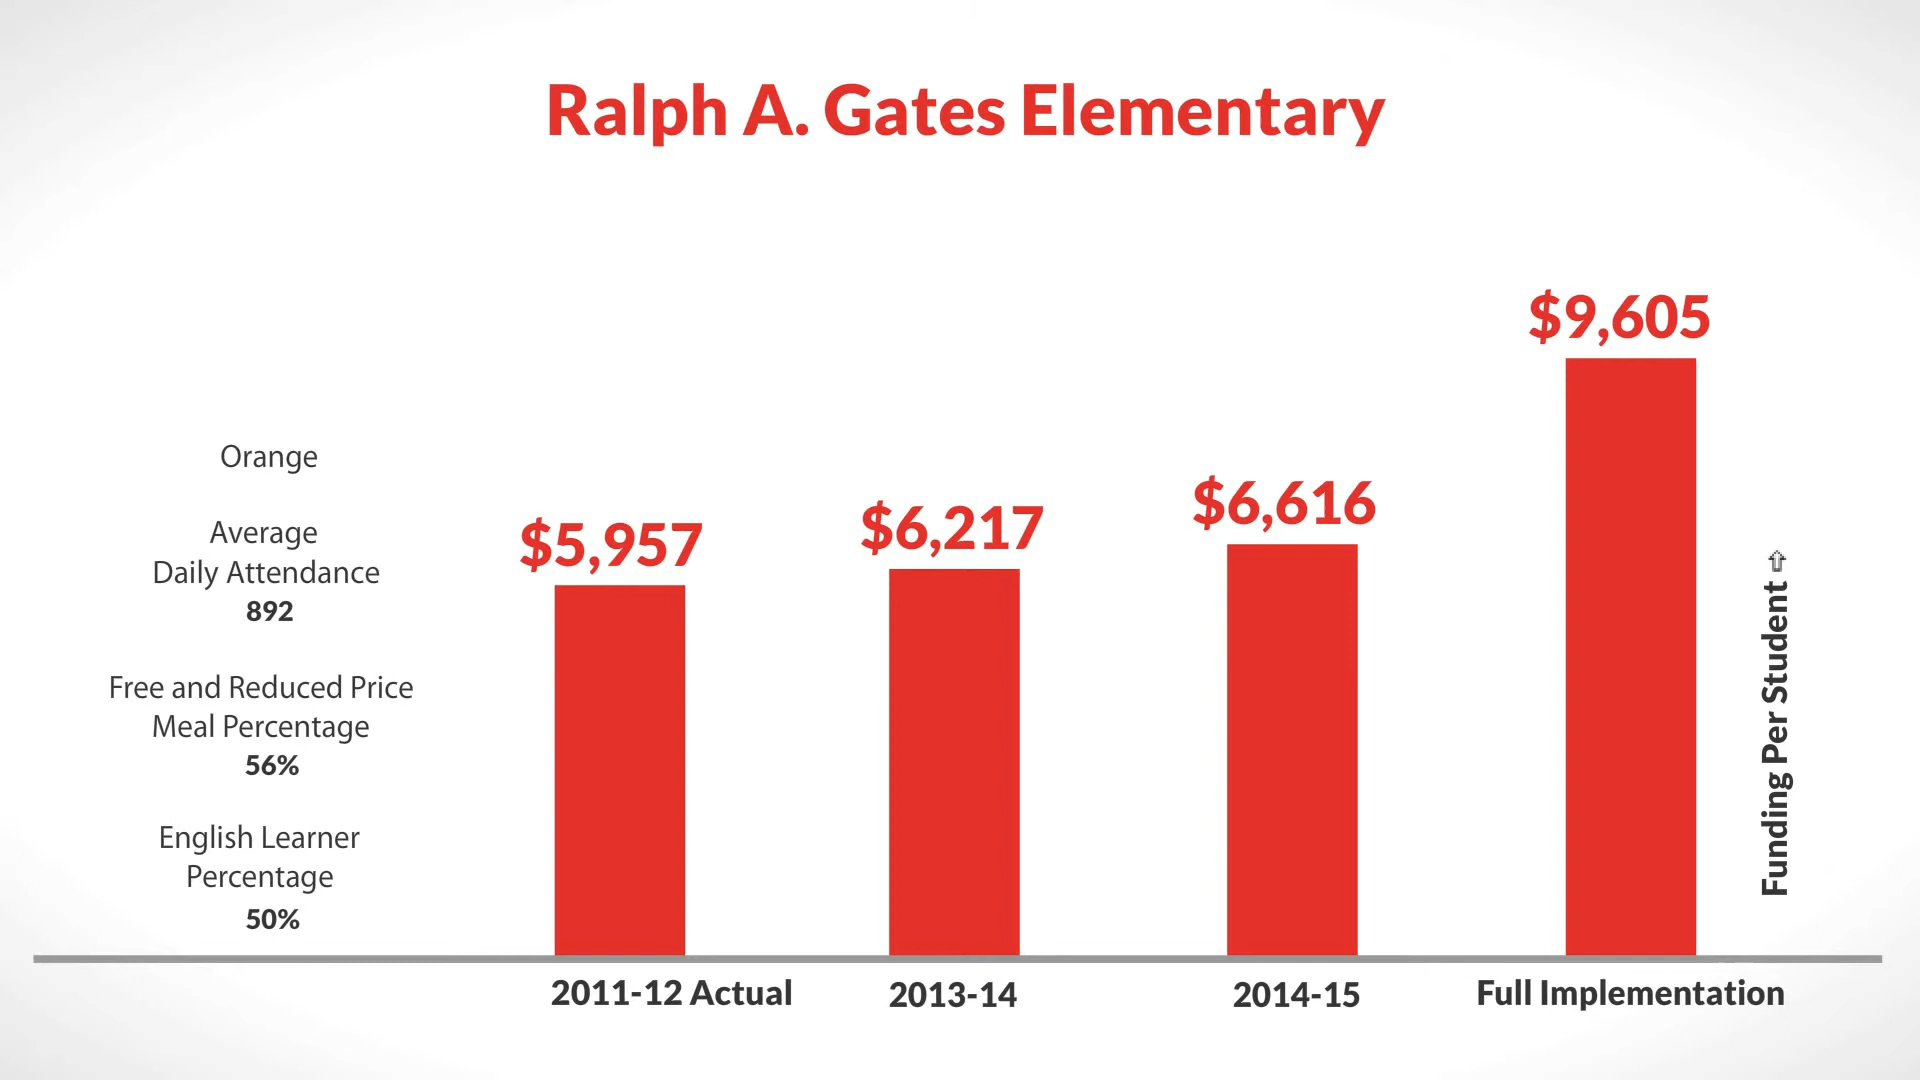 Ralph A. Gates Elementary
Orange
Average
Daily Attendance
892
Free and Reduced Price
Meal Percentage
56%
English Learner
Percentage
50%
$5,957
$6,217
$6,616
$9,605
2011-12 Actual
2013-14
2014-15
Full Implementation
Funding Per Student